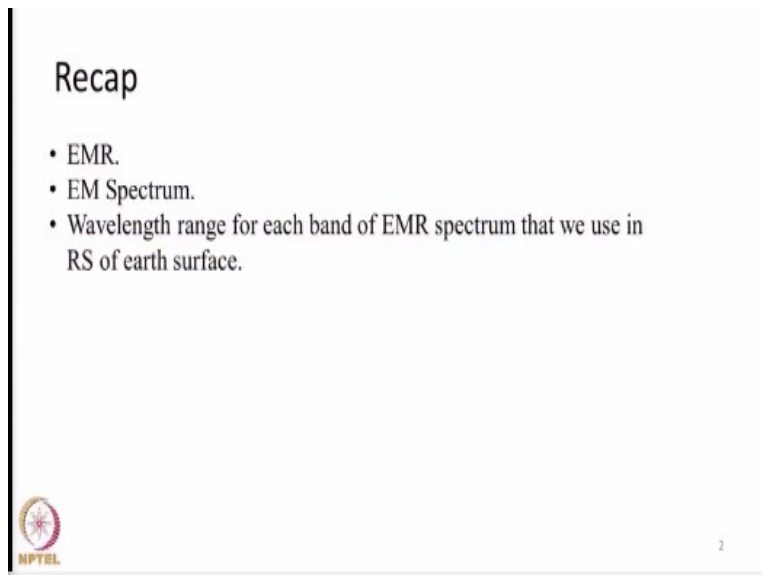 Recap
• EMR.
• EM Spectrum.
• Wavelength range for each band of EMR spectrum that we use in
RS of earth surface.
NPTEL
2